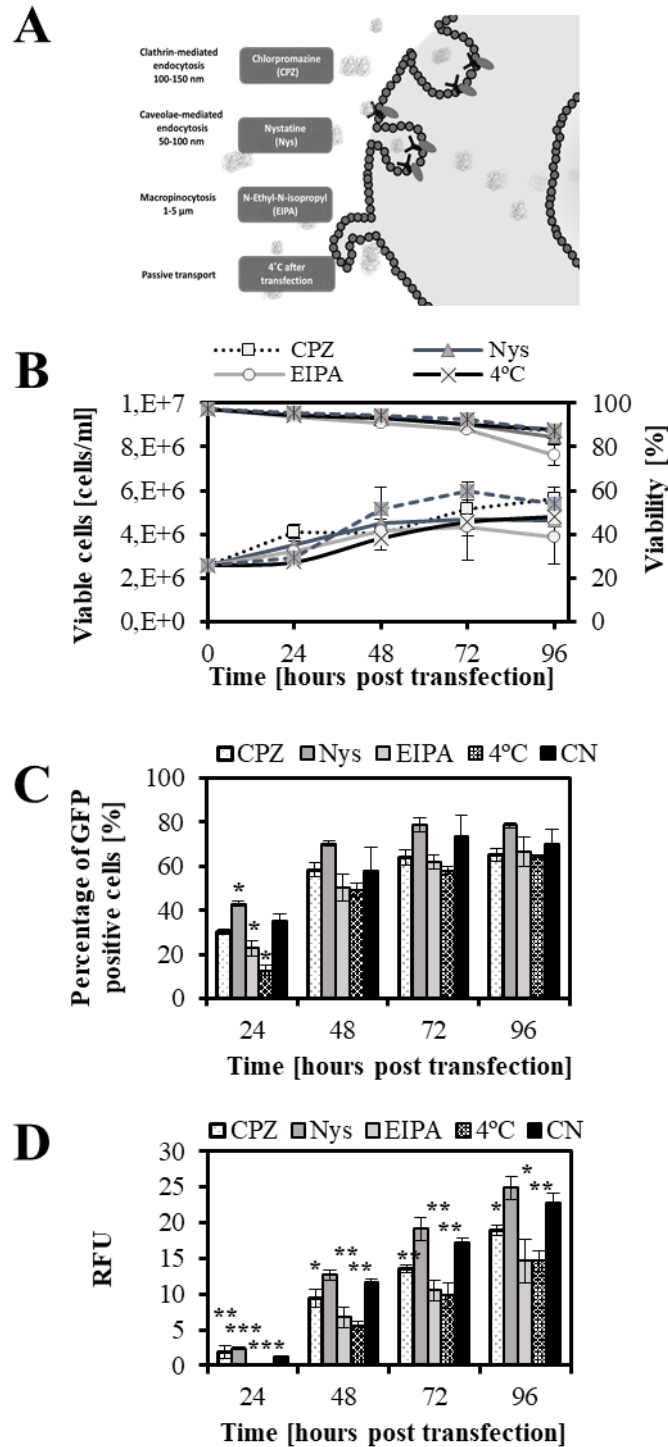 A
Clathrin-mediated
endocytosis
100-150 nm
Chlorpromazine
(CPZ)
Caveolae-mediated
endocytosis
50-100 nm
Nystatine
(Nys)
Macropinocytosis
1-5 µm
N-Ethyl-N-isopropyl
(EIPA)
Passive transport
4˚C after
transfection
B
CPZ Nys
EIPA 4ºC
Viable cells [cells/ml]
1,E+7
8,E+6
6,E+6
4,E+6
2,E+6
0,E+0
100
80
60
40
20
0
Viability [%]
0 24 48 72 96
Time [hours post transfection]
C
CPZ Nys EIPA 4ºC CN
Percentage of GFP
positive cells [%]
100
80
60
40
20
0
* * *
24 48 72 96
Time [hours post transfection]
D
CPZ Nys EIPA 4ºC CN
RFU
30
25
20
15
10
5
0
** *** ***
* ** **
** ** **
* * **
24 48 72 96
Time [hours post transfection]